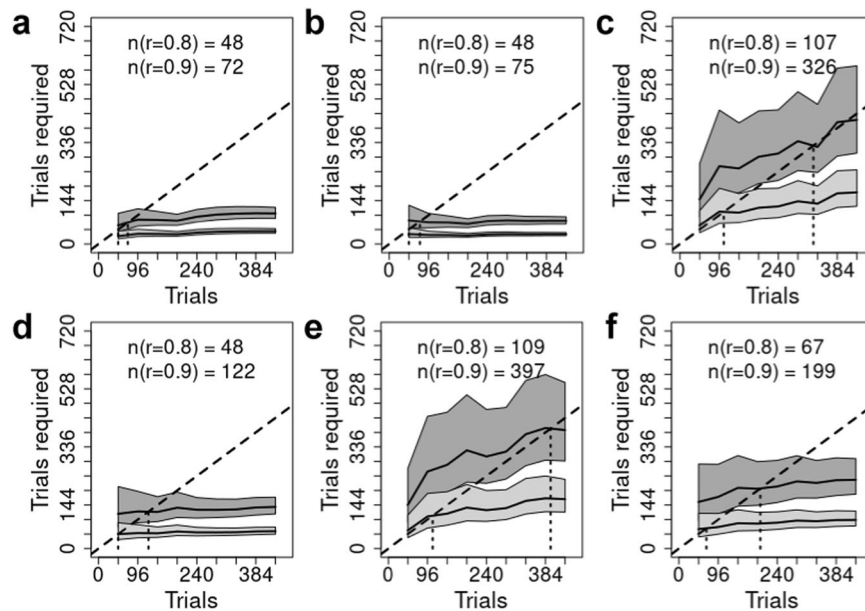 a
n(r=0.8) = 48
n(r=0.9) = 72
Trials required
0 144 336 528 720
0 96 240 384
Trials
b
n(r=0.8) = 48
n(r=0.9) = 75
Trials required
0 144 336 528 720
0 96 240 384
Trials
c
n(r=0.8) = 107
n(r=0.9) = 326
Trials required
0 144 336 528 720
0 96 240 384
Trials
d
n(r=0.8) = 48
n(r=0.9) = 122
Trials required
0 144 336 528 720
0 96 240 384
Trials
e
n(r=0.8) = 109
n(r=0.9) = 397
Trials required
0 144 336 528 720
0 96 240 384
Trials
f
n(r=0.8) = 67
n(r=0.9) = 199
Trials required
0 144 336 528 720
0 96 240 384
Trials